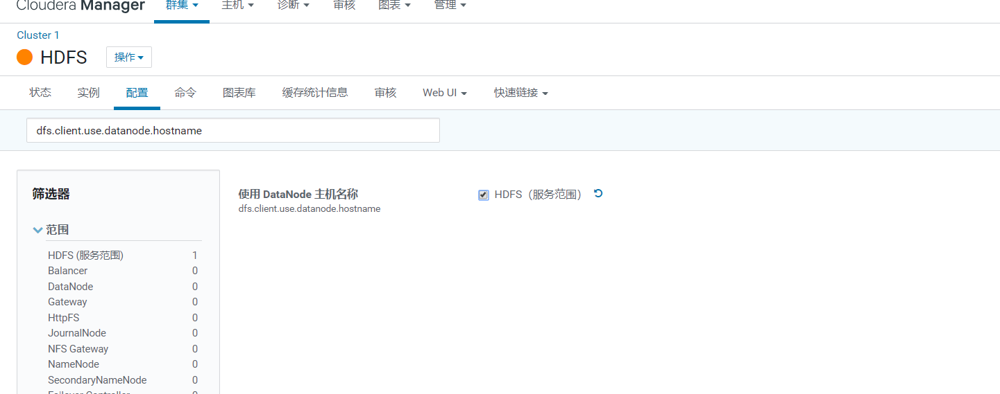 Cloudera Manager 群集 主机 诊断 审核 图表 管理
Cluster 1
HDFS 操作
状态 实例 配置 命令 图表库 缓存统计信息 审核 Web UI 快速链接
dfs.client.use.datanode.hostname
筛选器
使用 DataNode 主机名称 HDFS（服务范围）
dfs.client.use.datanode.hostname
范围
HDFS (服务范围) 1
Balancer 0
DataNode 0
Gateway 0
HttpFS 0
JournalNode 0
NFS Gateway 0
NameNode 0
SecondaryNameNode 0
Failover Controller 0